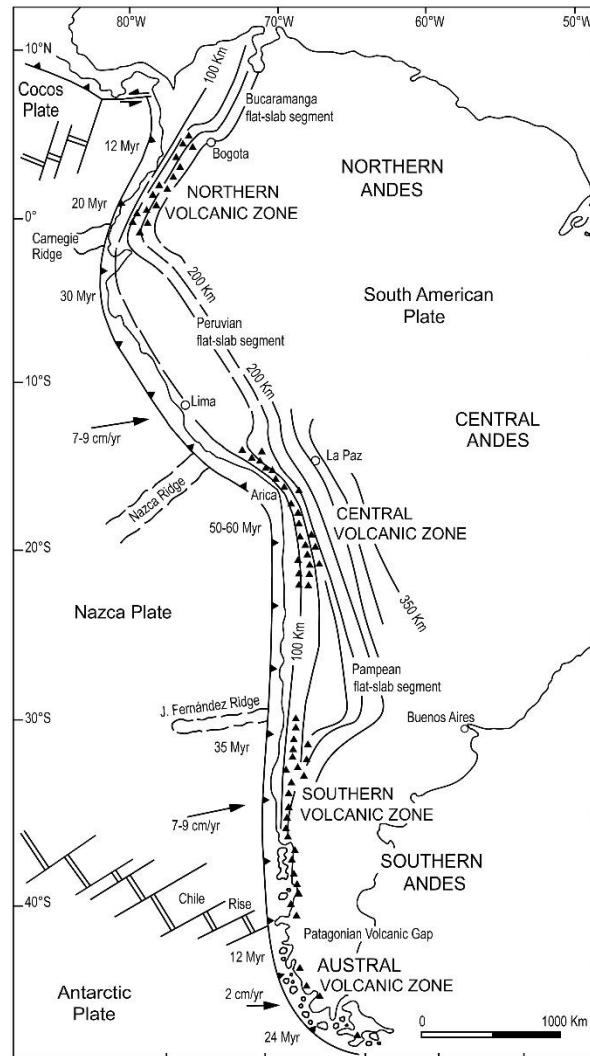 80°W
70°W
60°W
50°W
10°N
Cocos
Plate
100 Km
Bucaramanga
flat-slab segment
12 Myr
Bogota
NORTHERN
ANDES
NORTHERN
VOLCANIC ZONE
20 Myr
0°
Carnegie
Ridge
200 Km
30 Myr
South American
Plate
Peruvian
flat-slab segment
10°S
200 Km
Lima
7-9 cm/yr
CENTRAL
ANDES
La Paz
Nazca Ridge
Arica
CENTRAL
VOLCANIC ZONE
50-60 Myr
20°S
350 Km
Nazca Plate
100 Km
Pampean
flat-slab segment
J. Fernández Ridge
Buenos Aires
30°S
35 Myr
SOUTHERN
VOLCANIC ZONE
7-9 cm/yr
SOUTHERN
ANDES
Chile
Rise
40°S
Patagonian Volcanic Gap
12 Myr
AUSTRAL
VOLCANIC ZONE
Antarctic
Plate
2 cm/yr
24 Myr
0
1000 Km